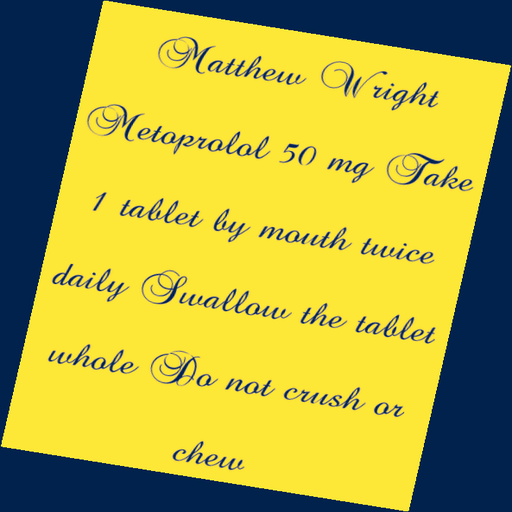 Matthew Wright
Metoprolol 50 mg Take
1 tablet by mouth twice
daily Swallow the tablet
whole Do not crush or
chew